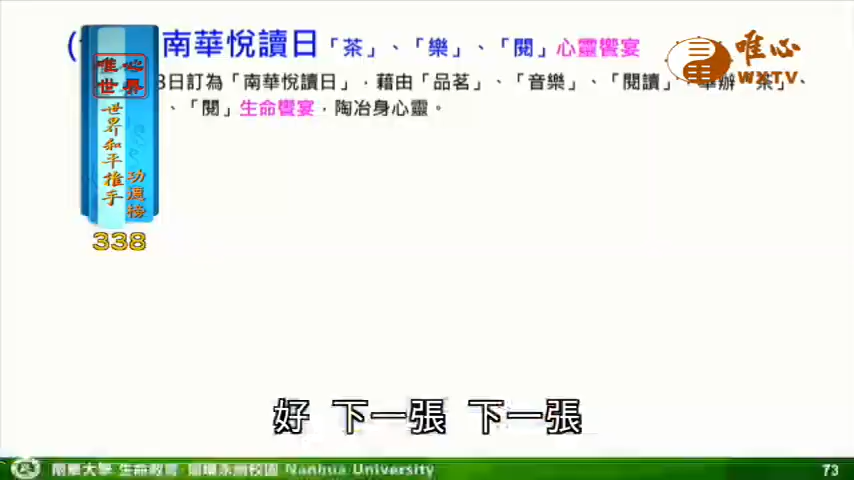 南華悅讀日「茶」、「樂」、「閱」心靈饗宴
8日訂為「南華悅讀日」，藉由「品茗」、「音樂」、「閱讀」，舉辦「茶」、
、「閱」生命饗宴，陶冶身心靈。
唯心
世界
世界和平推手
功德榜
338
唯心
WXTV
好 下一張 下一張
南華大學 生命教育 環境永續校園 Nanhua University
73